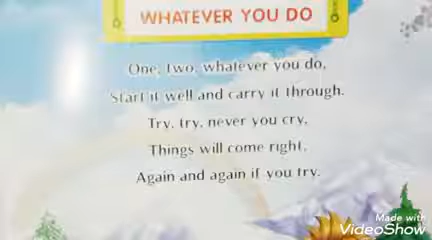 WHATEVER YOU DO
One, two, whatever you do,
Start it well and carry it through.
Try, try, never you cry,
Things will come right,
Again and again if you try.
Made with
VideoShow